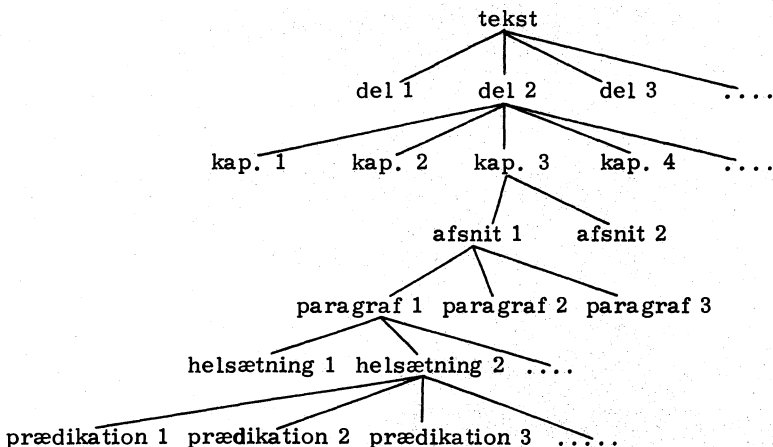 tekst
del 1 del 2 del 3 ....
kap. 1 kap. 2 kap. 3 kap. 4 ....
afsnit 1 afsnit 2
paragraf 1 paragraf 2 paragraf 3
helsætning 1 helsætning 2 ....
prædikation 1 prædikation 2 prædikation 3 .....